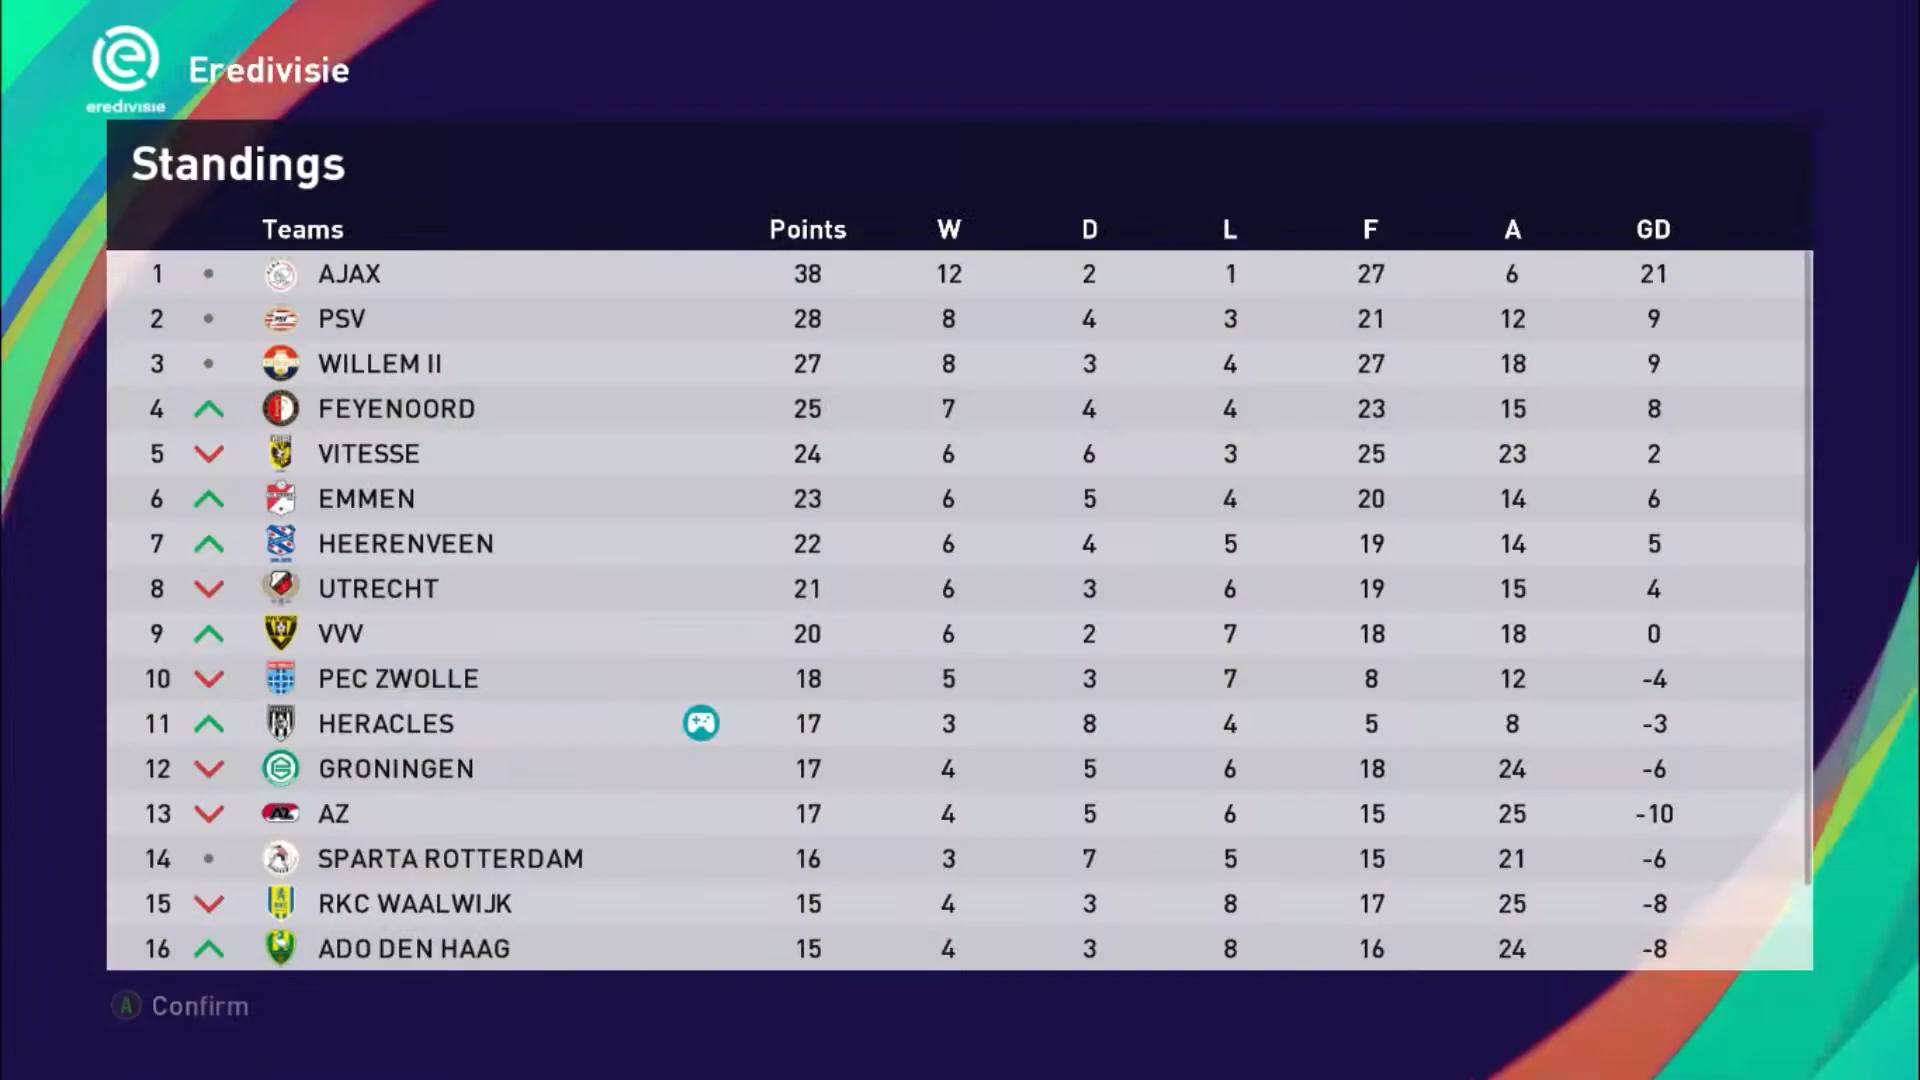 eredivisie
Eredivisie
Standings
Teams Points W D L F A GD
1 AJAX 38 12 2 1 27 6 21
2 PSV 28 8 4 3 21 12 9
3 WILLEM II 27 8 3 4 27 18 9
4 FEYENOORD 25 7 4 4 23 15 8
5 VITESSE 24 6 6 3 25 23 2
6 EMMEN 23 6 5 4 20 14 6
7 HEERENVEEN 22 6 4 5 19 14 5
8 UTRECHT 21 6 3 6 19 15 4
9 VVV 20 6 2 7 18 18 0
10 PEC ZWOLLE 18 5 3 7 8 12 -4
11 HERACLES 17 3 8 4 5 8 -3
12 GRONINGEN 17 4 5 6 18 24 -6
13 AZ 17 4 5 6 15 25 -10
14 SPARTA ROTTERDAM 16 3 7 5 15 21 -6
15 RKC WAALWIJK 15 4 3 8 17 25 -8
16 ADO DEN HAAG 15 4 3 8 16 24 -8
A Confirm